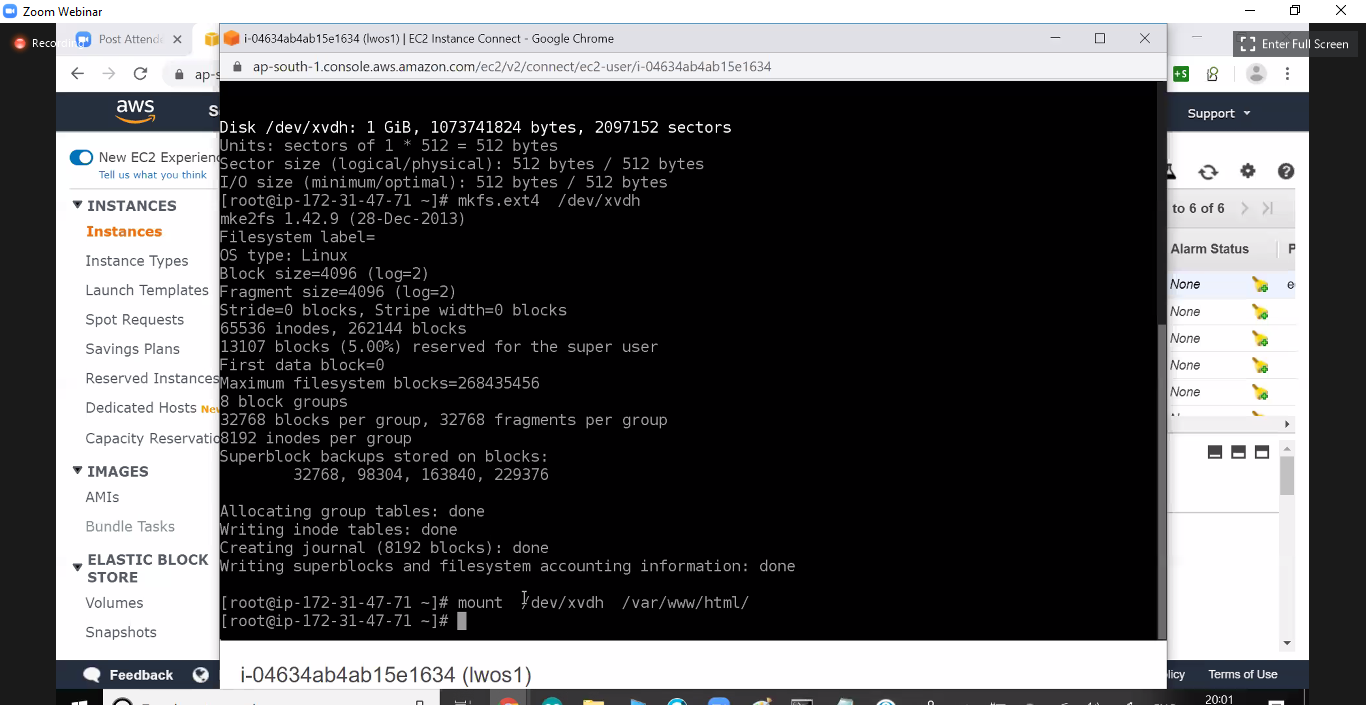 Zoom Webinar
Recording
Post Attend
i-04634ab4ab15e1634 (lwos1) | EC2 Instance Connect - Google Chrome
Enter Full Screen
ap-s
ap-south-1.console.aws.amazon.com/ec2/v2/connect/ec2-user/i-04634ab4ab15e1634
aws
S
Support
New EC2 Experien
Tell us what you think
INSTANCES
Instances
Instance Types
Launch Templates
Spot Requests
Savings Plans
Reserved Instances
Dedicated Hosts New
Capacity Reservatio
IMAGES
AMIs
Bundle Tasks
ELASTIC BLOCK
STORE
Volumes
Snapshots
Disk /dev/xvdh: 1 GiB, 1073741824 bytes, 2097152 sectors
Units: sectors of 1 * 512 = 512 bytes
Sector size (logical/physical): 512 bytes / 512 bytes
I/O size (minimum/optimal): 512 bytes / 512 bytes
[root@ip-172-31-47-71 ~]# mkfs.ext4  /dev/xvdh
mke2fs 1.42.9 (28-Dec-2013)
Filesystem label=
OS type: Linux
Block size=4096 (log=2)
Fragment size=4096 (log=2)
Stride=0 blocks, Stripe width=0 blocks
65536 inodes, 262144 blocks
13107 blocks (5.00%) reserved for the super user
First data block=0
Maximum filesystem blocks=268435456
8 block groups
32768 blocks per group, 32768 fragments per group
8192 inodes per group
Superblock backups stored on blocks:
32768, 98304, 163840, 229376
Allocating group tables: done
Writing inode tables: done
Creating journal (8192 blocks): done
Writing superblocks and filesystem accounting information: done
[root@ip-172-31-47-71 ~]# mount  /dev/xvdh  /var/www/html/
[root@ip-172-31-47-71 ~]#
to 6 of 6
Alarm Status
P
None
e
None
None
None
None
i-04634ab4ab15e1634 (lwos1)
Feedback
licy
Terms of Use
20:01